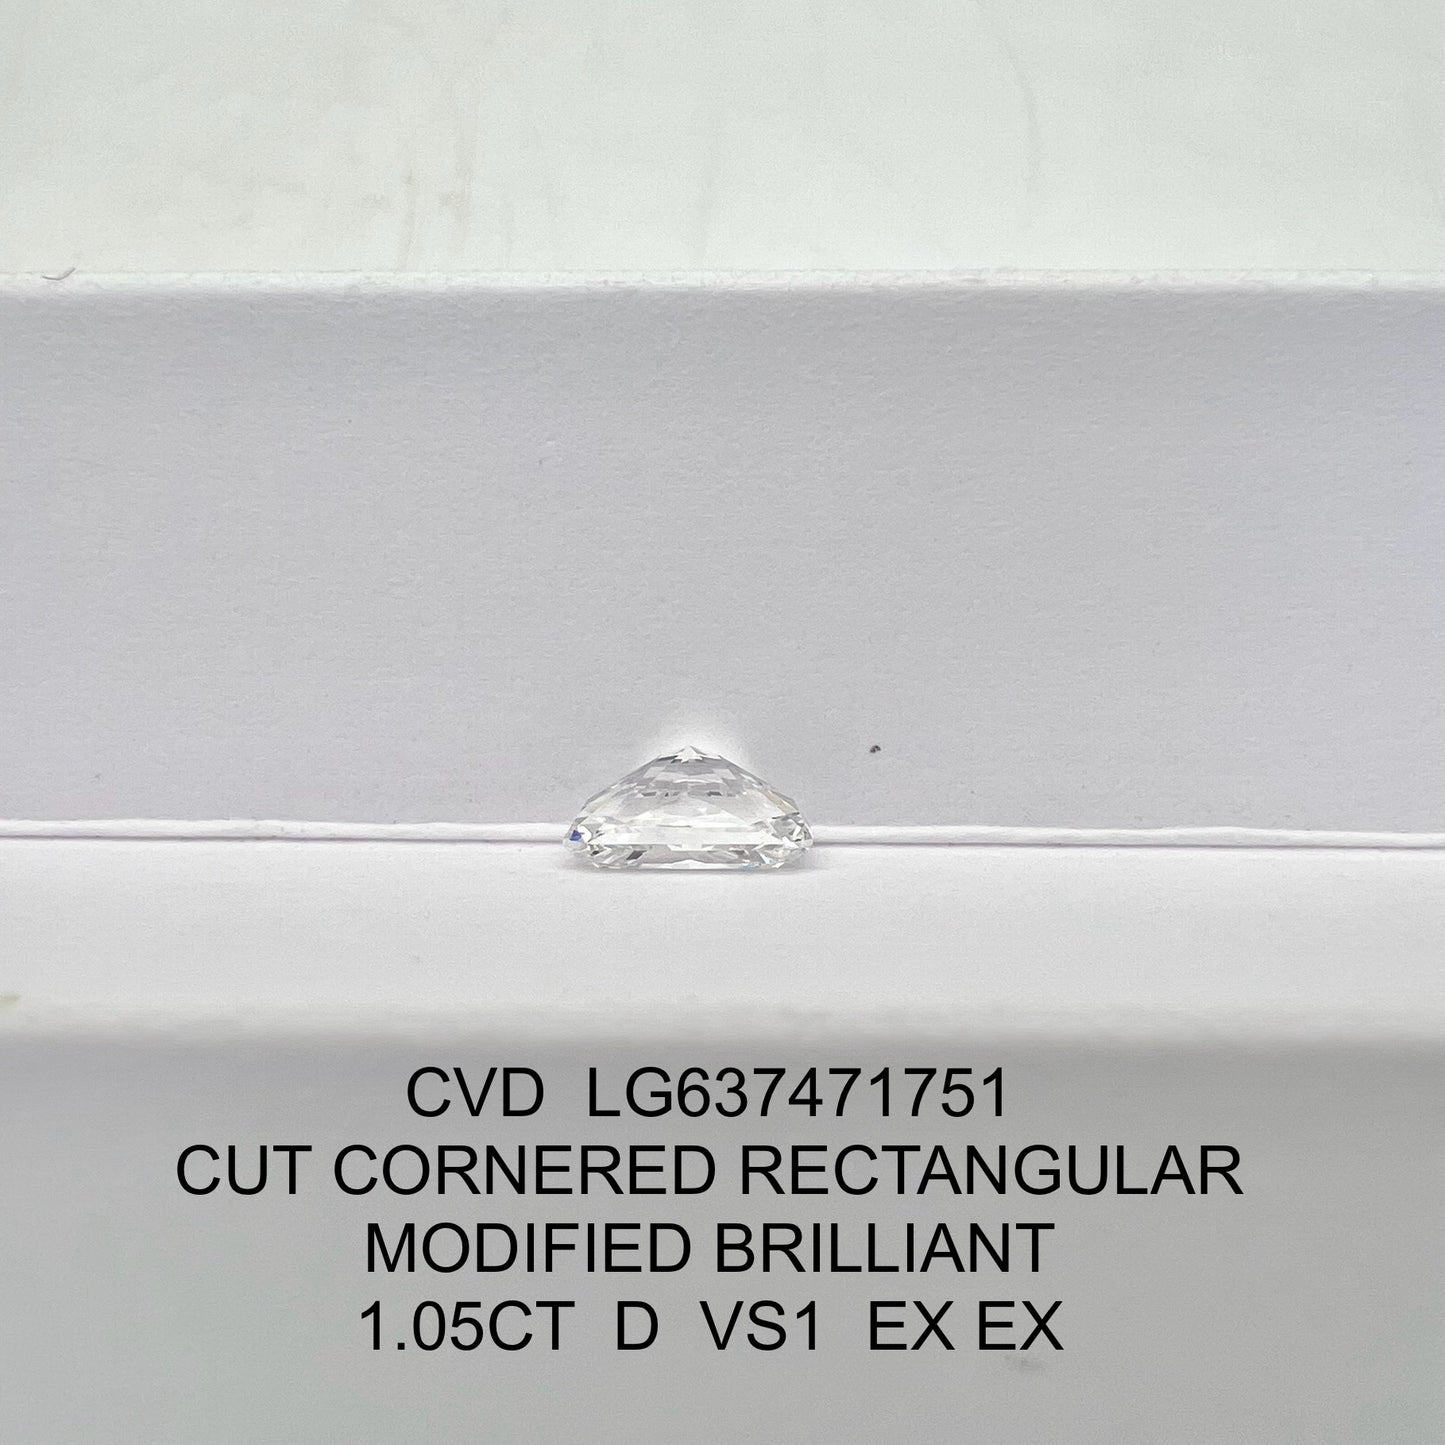 CVD LG637471751
CUT CORNERED RECTANGULAR
MODIFIED BRILLIANT
1.05CT D VS1 EX EX